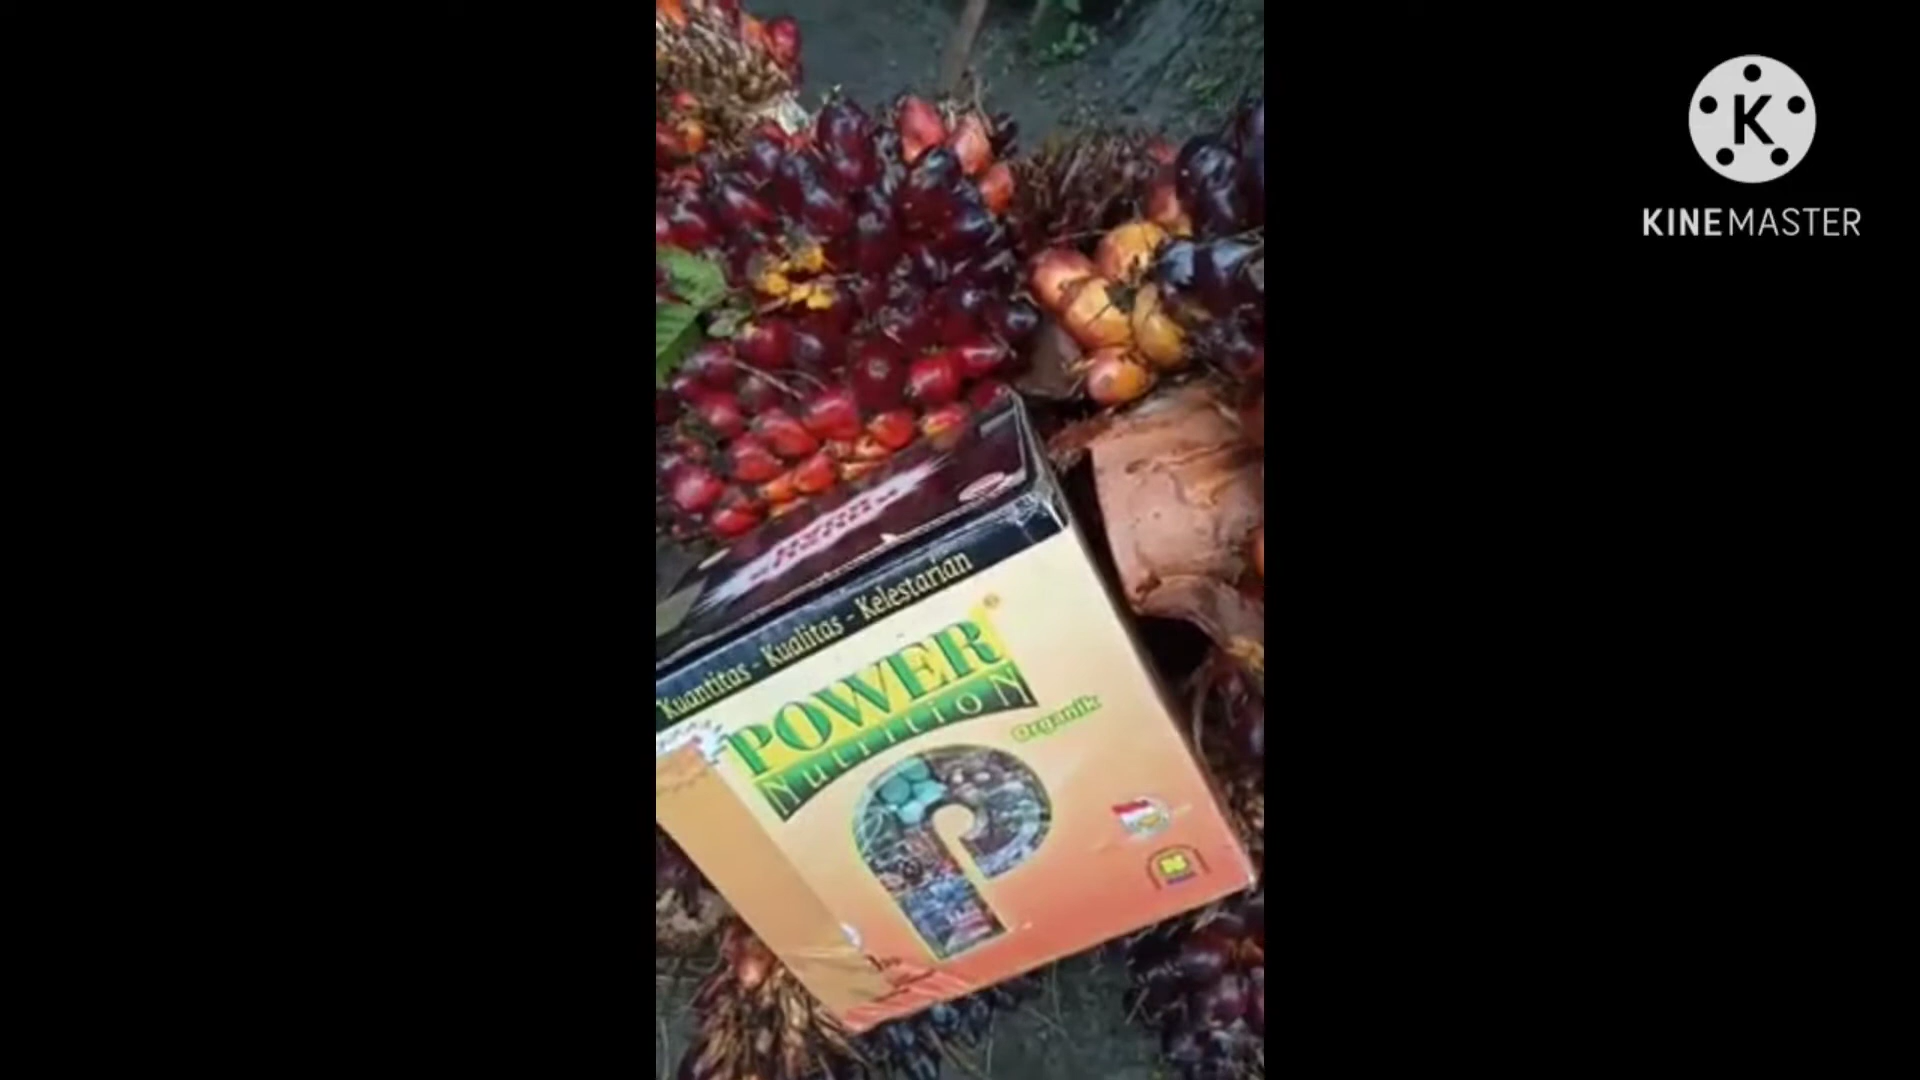 K
KINEMASTER
Kuantitas - Kualitas - Kelestarian
POWER
Nutrition
Organik